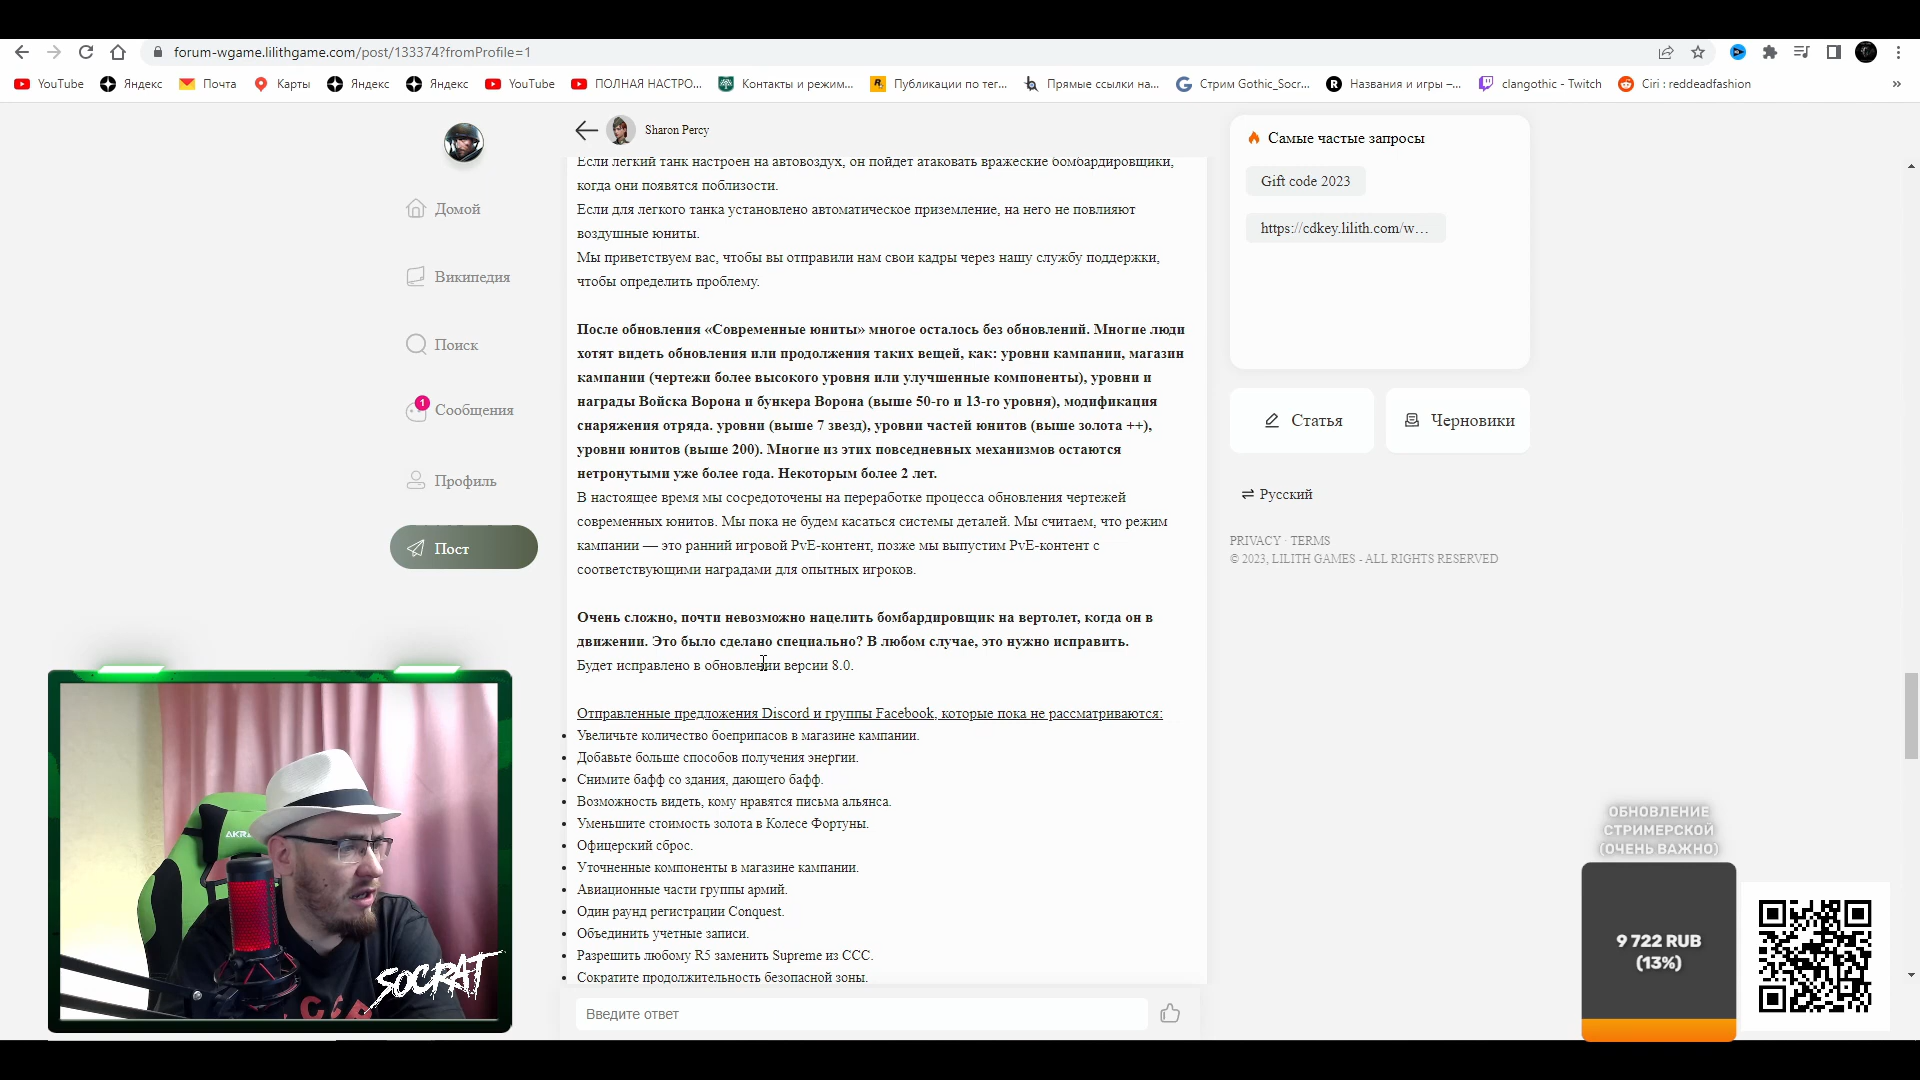 forum-wgame.lilithgame.com/post/133374?fromProfile=1
YouTube
Яндекс
Почта
Карты
Яндекс
Яндекс
YouTube
ПОЛНАЯ НАСТРО...
Контакты и режим...
Публикации по тег...
Прямые ссылки на...
Стрим Gothic_Socr...
Названия и игры –...
clangothic - Twitch
Ciri : reddeadfashion
»
Домой
Википедия
Поиск
1
Сообщения
Профиль
Пост
Sharon Percy
Если легкий танк настроен на автовоздух, он пойдет атаковать вражеские бомбардировщики,
когда они появятся поблизости.
Если для легкого танка установлено автоматическое приземление, на него не повлияют
воздушные юниты.
Мы приветствуем вас, чтобы вы отправили нам свои кадры через нашу службу поддержки,
чтобы определить проблему.
После обновления «Современные юниты» многое осталось без обновлений. Многие люди
хотят видеть обновления или продолжения таких вещей, как: уровни кампании, магазин
кампании (чертежи более высокого уровня или улучшенные компоненты), уровни и
награды Войска Ворона и бункера Ворона (выше 50-го и 13-го уровня), модификация
снаряжения отряда. уровни (выше 7 звезд), уровни частей юнитов (выше золота ++),
уровни юнитов (выше 200). Многие из этих повседневных механизмов остаются
нетронутыми уже более года. Некоторым более 2 лет.
В настоящее время мы сосредоточены на переработке процесса обновления чертежей
современных юнитов. Мы пока не будем касаться системы деталей. Мы считаем, что режим
кампании — это ранний игровой PvE-контент, позже мы выпустим PvE-контент с
соответствующими наградами для опытных игроков.
Очень сложно, почти невозможно нацелить бомбардировщик на вертолет, когда он в
движении. Это было сделано специально? В любом случае, это нужно исправить.
Будет исправлено в обновлении версии 8.0.
Отправленные предложения Discord и группы Facebook, которые пока не рассматриваются:
Увеличьте количество боеприпасов в магазине кампании.
Добавьте больше способов получения энергии.
Снимите бафф со здания, дающего бафф.
Возможность видеть, кому нравятся письма альянса.
Уменьшите стоимость золота в Колесе Фортуны.
Офицерский сброс.
Уточненные компоненты в магазине кампании.
Авиационные части группы армий.
Один раунд регистрации Conquest.
Объединить учетные записи.
Разрешить любому R5 заменить Supreme из ССС.
Сократите продолжительность безопасной зоны.
Введите ответ
Самые частые запросы
Gift code 2023
https://cdkey.lilith.com/w…
Статья
Черновики
Русский
PRIVACY · TERMS
© 2023, LILITH GAMES - ALL RIGHTS RESERVED
SOCRAT
ОБНОВЛЕНИЕ
СТРИМЕРСКОЙ
(ОЧЕНЬ ВАЖНО)
9 722 RUB
(13%)